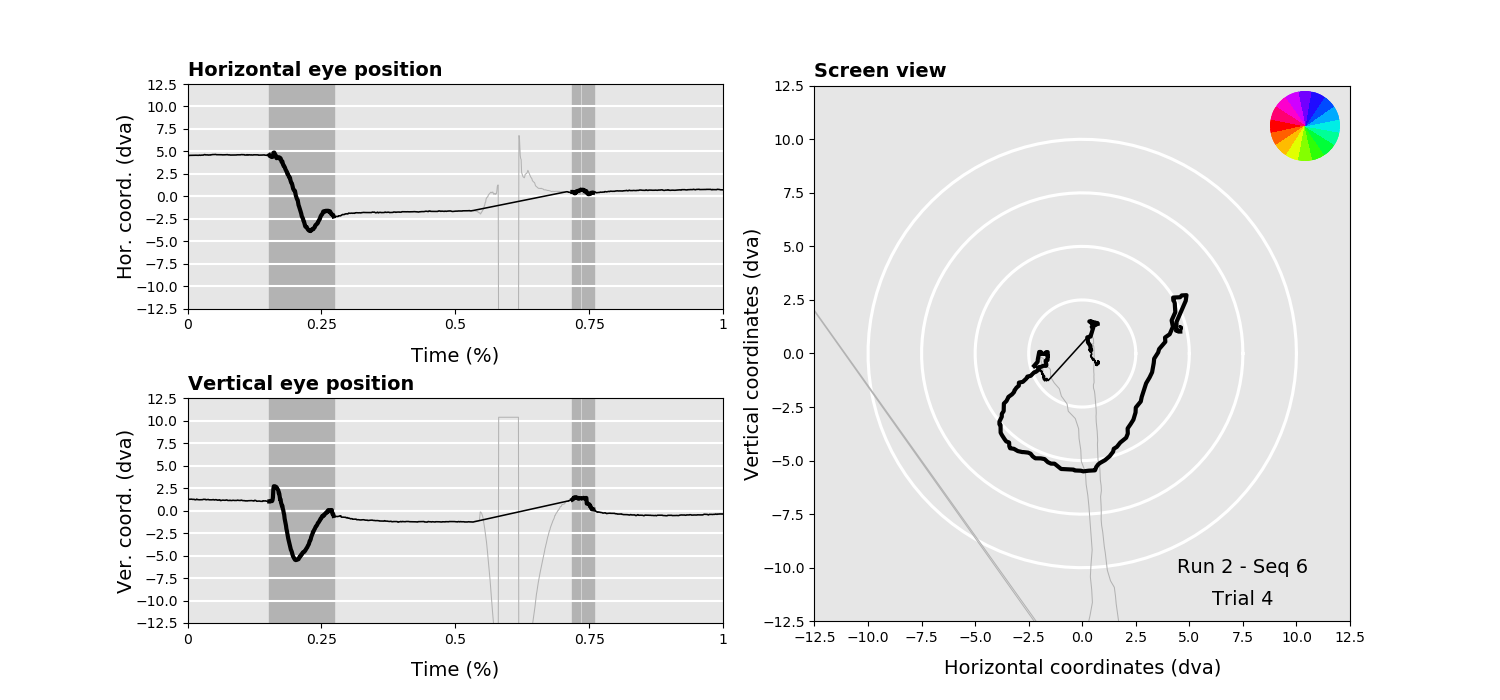 Horizontal eye position
12.5
10.0
7.5
5.0
2.5
0.0
−2.5
−5.0
−7.5
−10.0
−12.5
Hor. coord. (dva)
0 0.25 0.5 0.75 1
Time (%)
Vertical eye position
12.5
10.0
7.5
5.0
2.5
0.0
−2.5
−5.0
−7.5
−10.0
−12.5
Ver. coord. (dva)
0 0.25 0.5 0.75 1
Time (%)
Screen view
12.5
10.0
7.5
5.0
2.5
0.0
−2.5
−5.0
−7.5
−10.0
−12.5
Vertical coordinates (dva)
Run 2 - Seq 6
Trial 4
−12.5 −10.0 −7.5 −5.0 −2.5 0.0 2.5 5.0 7.5 10.0 12.5
Horizontal coordinates (dva)